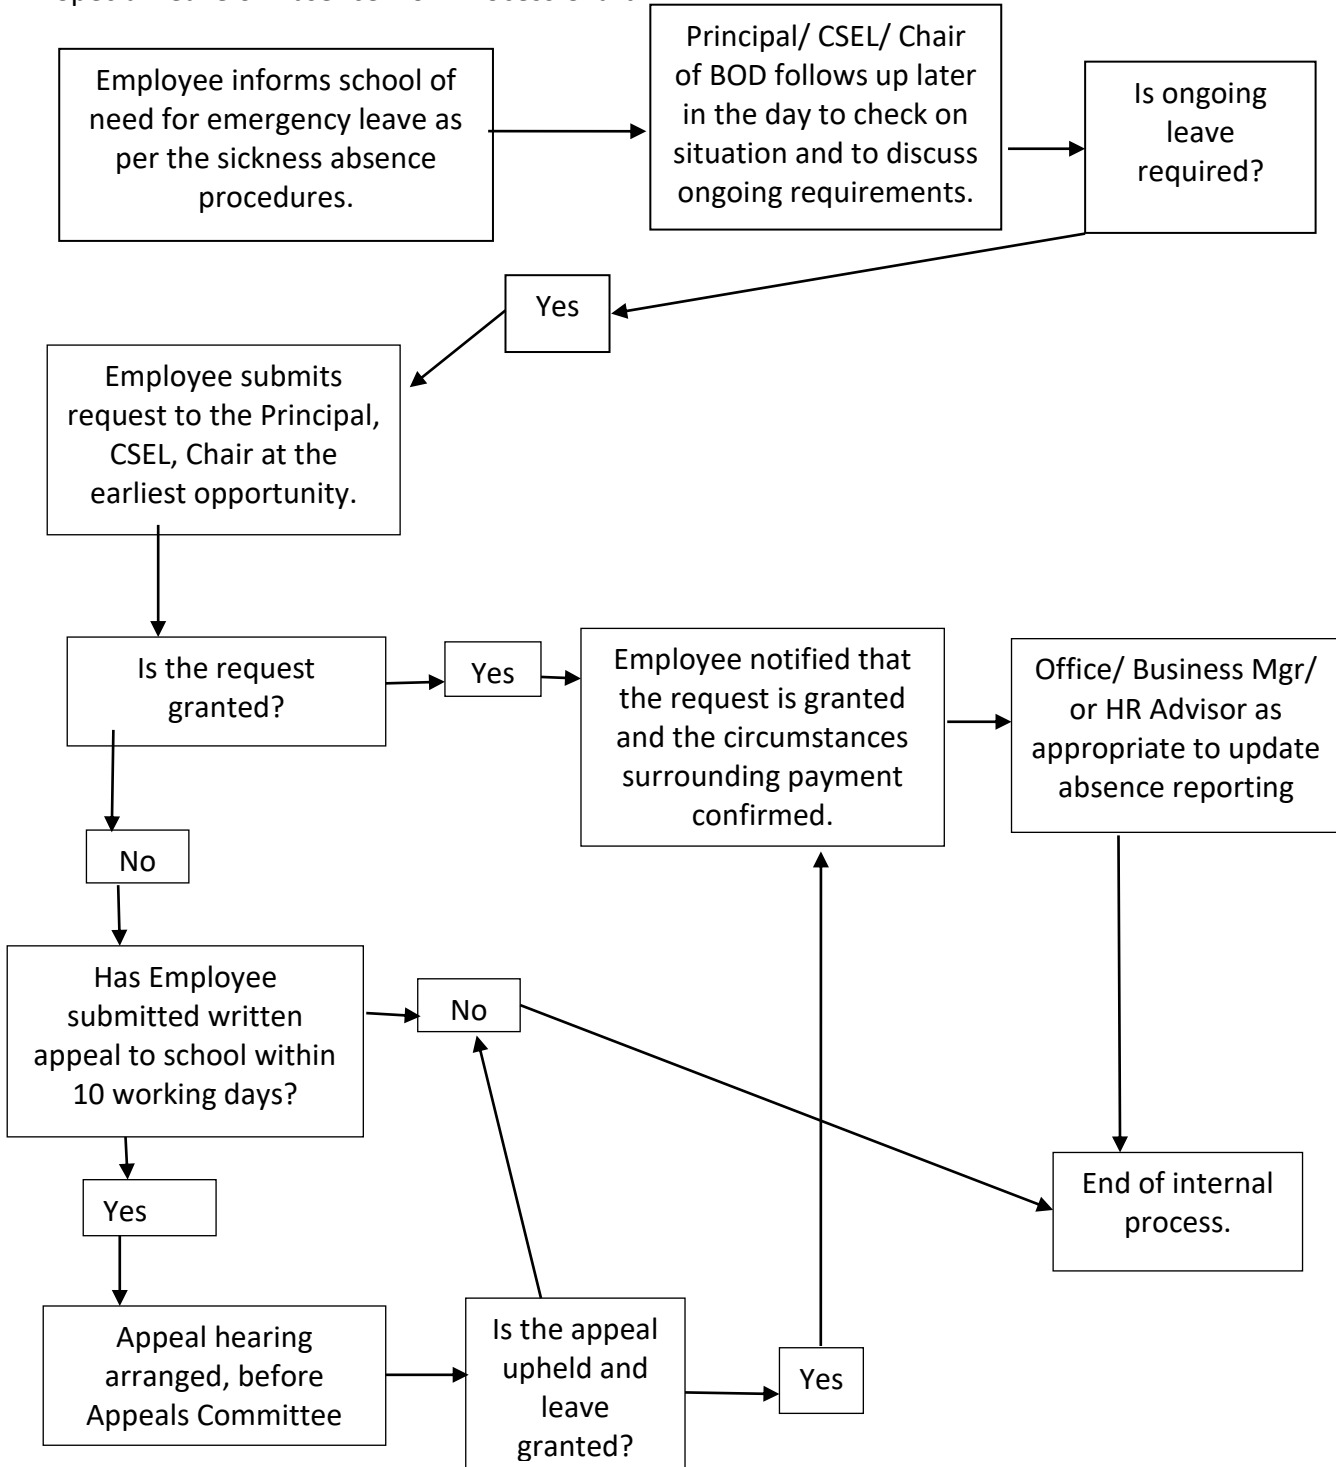 Employee informs school of
need for emergency leave as
per the sickness absence
procedures.
Principal/ CSEL/ Chair
of BOD follows up later
in the day to check on
situation and to discuss
ongoing requirements.
Is ongoing
leave
required?
Yes
Employee submits
request to the Principal,
CSEL, Chair at the
earliest opportunity.
Is the request
granted?
Yes
Employee notified that
the request is granted
and the circumstances
surrounding payment
confirmed.
Office/ Business Mgr/
or HR Advisor as
appropriate to update
absence reporting
No
Has Employee
submitted written
appeal to school within
10 working days?
No
Yes
End of internal
process.
Appeal hearing
arranged, before
Appeals Committee
Is the appeal
upheld and
leave
granted?
Yes